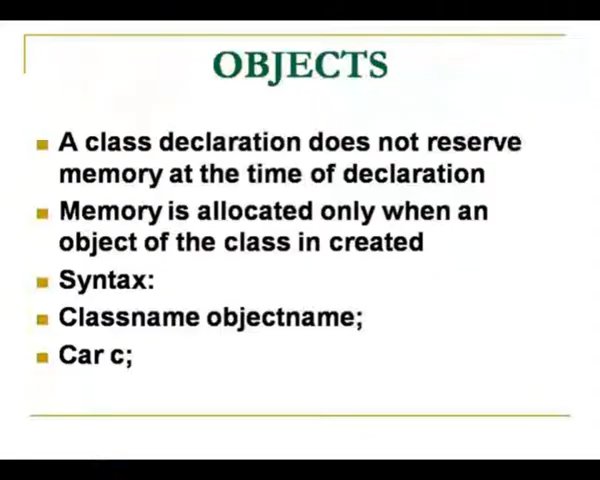 OBJECTS
A class declaration does not reserve
memory at the time of declaration
Memory is allocated only when an
object of the class in created
Syntax:
Classname objectname;
Car c;